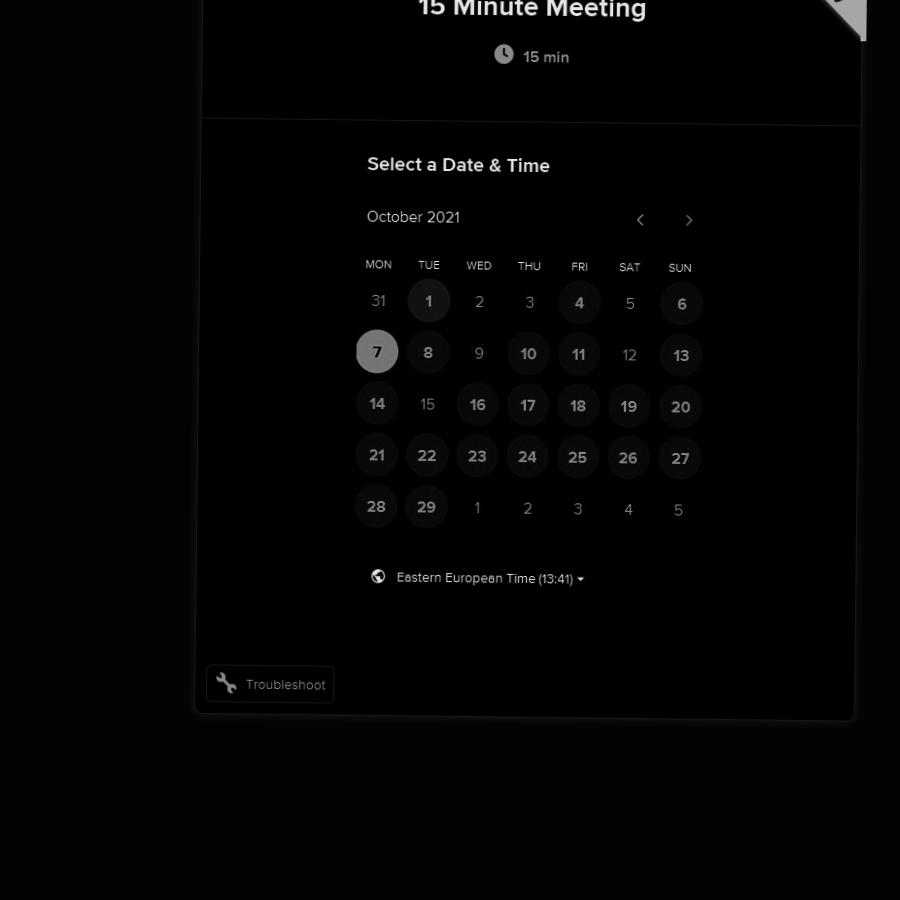 15 Minute Meeting
15 min
Select a Date & Time
October 2021
MON TUE WED THU FRI SAT SUN
31 1 2 3 4 5 6
7 8 9 10 11 12 13
14 15 16 17 18 19 20
21 22 23 24 25 26 27
28 29 1 2 3 4 5
Eastern European Time (13:41)
Troubleshoot